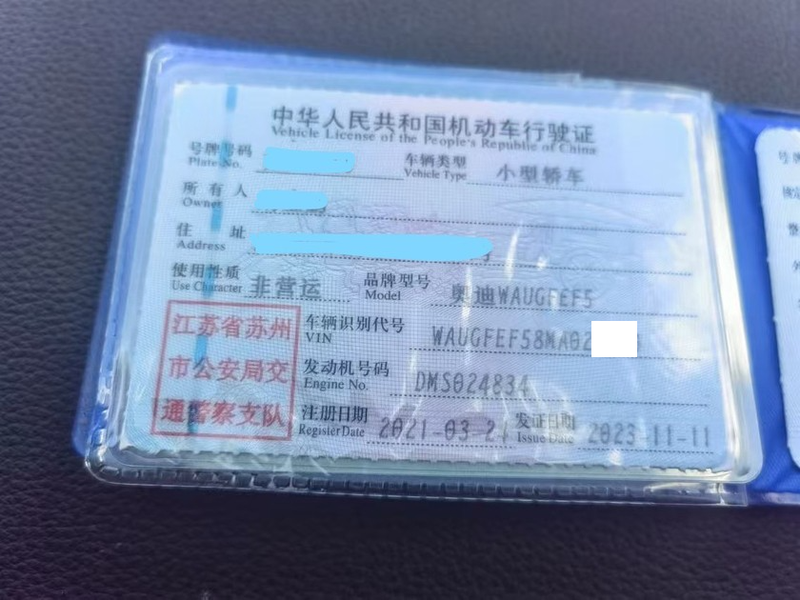 中华人民共和国机动车行驶证
Vehicle License of the People's Republic of China
号牌号码 车辆类型 小型轿车
Plate No. Vehicle Type
所有人
Owner
住址
Address 号
使用性质 非营运 品牌型号 奥迪WAUGFEF5
Use Character Model
江苏省苏州
市公安局交
通警察支队
车辆识别代号 WAUGFEF58MA02
VIN
发动机号码 DMS024834
Engine No.
注册日期 2021-03-21 发证日期 2023-11-11
Register Date Issue Date
号牌